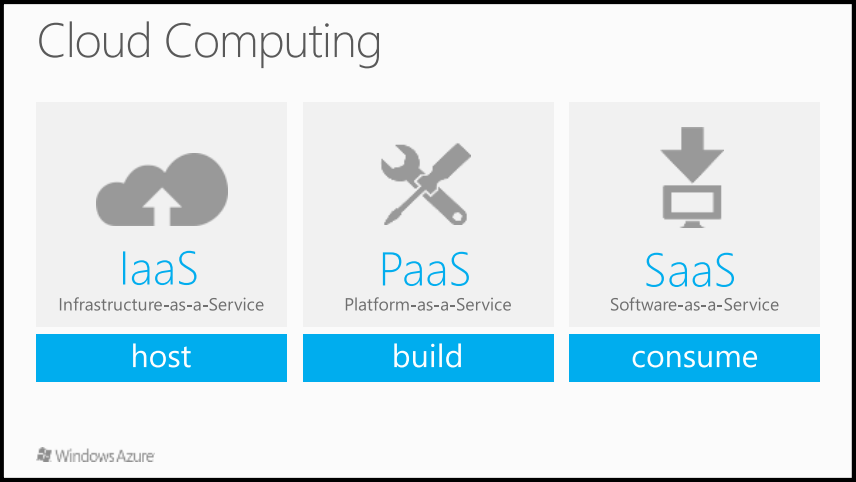 Cloud Computing
IaaS
Infrastructure-as-a-Service
host
PaaS
Platform-as-a-Service
build
SaaS
Software-as-a-Service
consume
Windows Azure